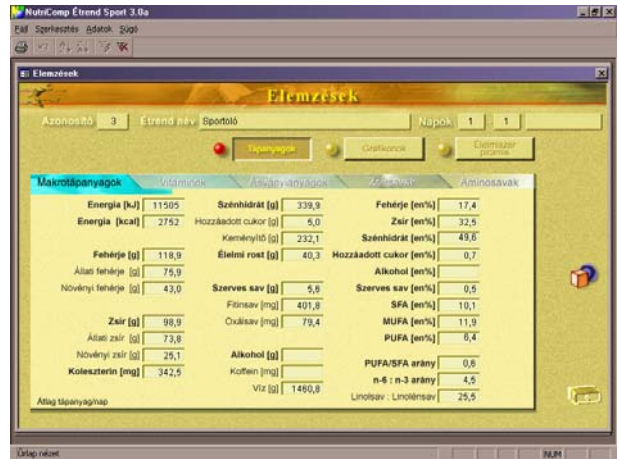 NutriComp Étrend Sport 3.0a
Fájl Szerkesztés Adatok Súgó
Elemzések
Elemzések
Azonosító 3 Étrend név Sportoló Napok 1 1
Tápanyagok Grafikonok Élelmiszer piramis
Makrotápanyagok Vitaminok Ásványianyagok Zsírsavak Aminosavak
Energia [kJ] 11505 Szénhidrát [g] 339,9 Fehérje [en%] 17,4
Energia [kcal] 2752 Hozzáadott cukor [g] 5,0 Zsír [en%] 32,5
Keményítő [g] 232,1 Szénhidrát [en%] 49,6
Fehérje [g] 118,9 Élelmi rost [g] 40,3 Hozzáadott cukor [en%] 0,7
Állati fehérje [g] 75,9 Alkohol [en%]
Növényi fehérje [g] 43,0 Szerves sav [g] 5,6 Szerves sav [en%] 0,5
Fitinsav [mg] 401,8 SFA [en%] 10,1
Zsír [g] 98,9 Oxálsav [mg] 79,4 MUFA [en%] 11,9
Állati zsír [g] 73,8 PUFA [en%] 6,4
Növényi zsír [g] 25,1 Alkohol [g] PUFA/SFA arány 0,6
Koleszterin [mg] 342,5 Koffein [mg] n-6 : n-3 arány 4,5
Víz [g] 1460,8 Linolsav : Linolénsav 25,5
Átlag tápanyag/nap
Űrlap nézet NUM